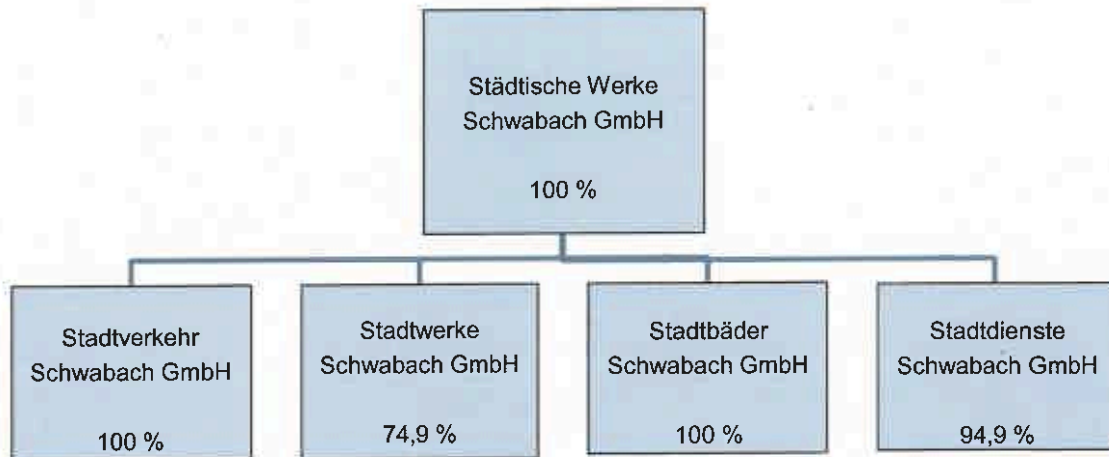 Städtische Werke
Schwabach GmbH
100 %
Stadtverkehr
Schwabach GmbH
100 %
Stadtwerke
Schwabach GmbH
74,9 %
Stadtbäder
Schwabach GmbH
100 %
Stadtdienste
Schwabach GmbH
94,9 %